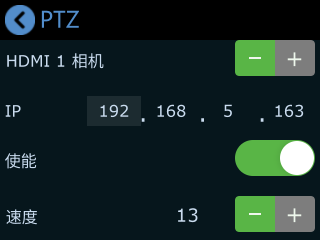 PTZ
HDMI 1 相机 − +
IP 192 . 168 . 5 . 163
使能
速度 13 − +